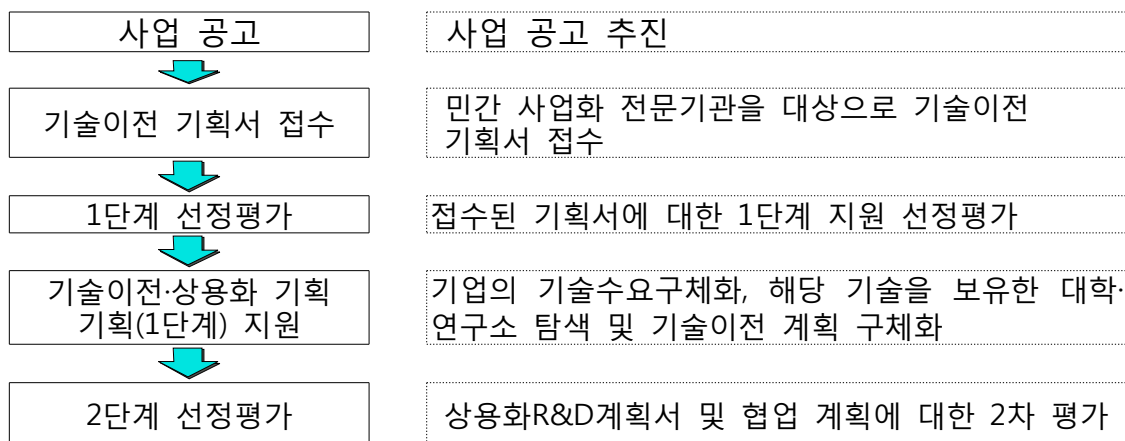 사업 공고
사업 공고 추진
기술이전 기획서 접수
민간 사업화 전문기관을 대상으로 기술이전
기획서 접수
1단계 선정평가
접수된 기획서에 대한 1단계 지원 선정평가
기술이전·상용화 기획
기획(1단계) 지원
기업의 기술수요구체화, 해당 기술을 보유한 대학·
연구소 탐색 및 기술이전 계획 구체화
2단계 선정평가
상용화R&D계획서 및 협업 계획에 대한 2차 평가